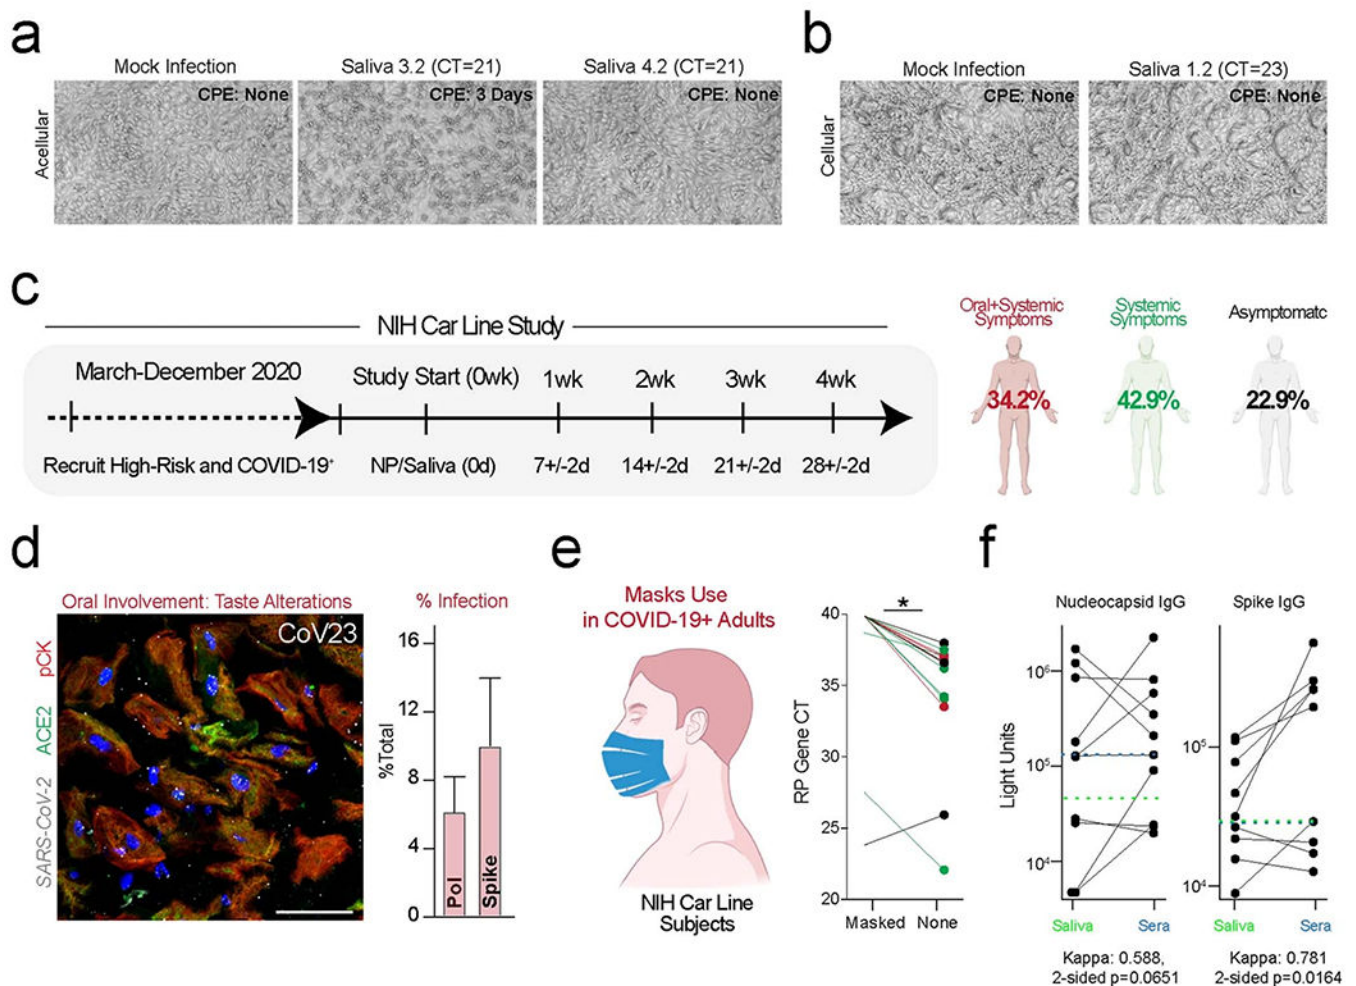 a
Mock Infection
Saliva 3.2 (CT=21)
Saliva 4.2 (CT=21)
Acellular
CPE: None
CPE: 3 Days
CPE: None
b
Mock Infection
Saliva 1.2 (CT=23)
Cellular
CPE: None
CPE: None
c
NIH Car Line Study
March-December 2020
Study Start (0wk)
1wk
2wk
3wk
4wk
Recruit High-Risk and COVID-19+
NP/Saliva (0d)
7+/-2d
14+/-2d
21+/-2d
28+/-2d
Oral+Systemic
Symptoms
34.2%
Systemic
Symptoms
42.9%
Asymptomatc
22.9%
d
Oral Involvement: Taste Alterations
CoV23
SARS-CoV-2 ACE2 pCK
% Infection
%Total
16
12
8
4
0
Pol
Spike
e
Masks Use
in COVID-19+ Adults
NIH Car Line
Subjects
RP Gene CT
40
35
30
25
20
*
Masked
None
f
Nucleocapsid IgG
Light Units
10⁶
10⁵
10⁴
Saliva
Sera
Kappa: 0.588,
2-sided p=0.0651
Spike IgG
10⁵
10⁴
Saliva
Sera
Kappa: 0.781
2-sided p=0.0164